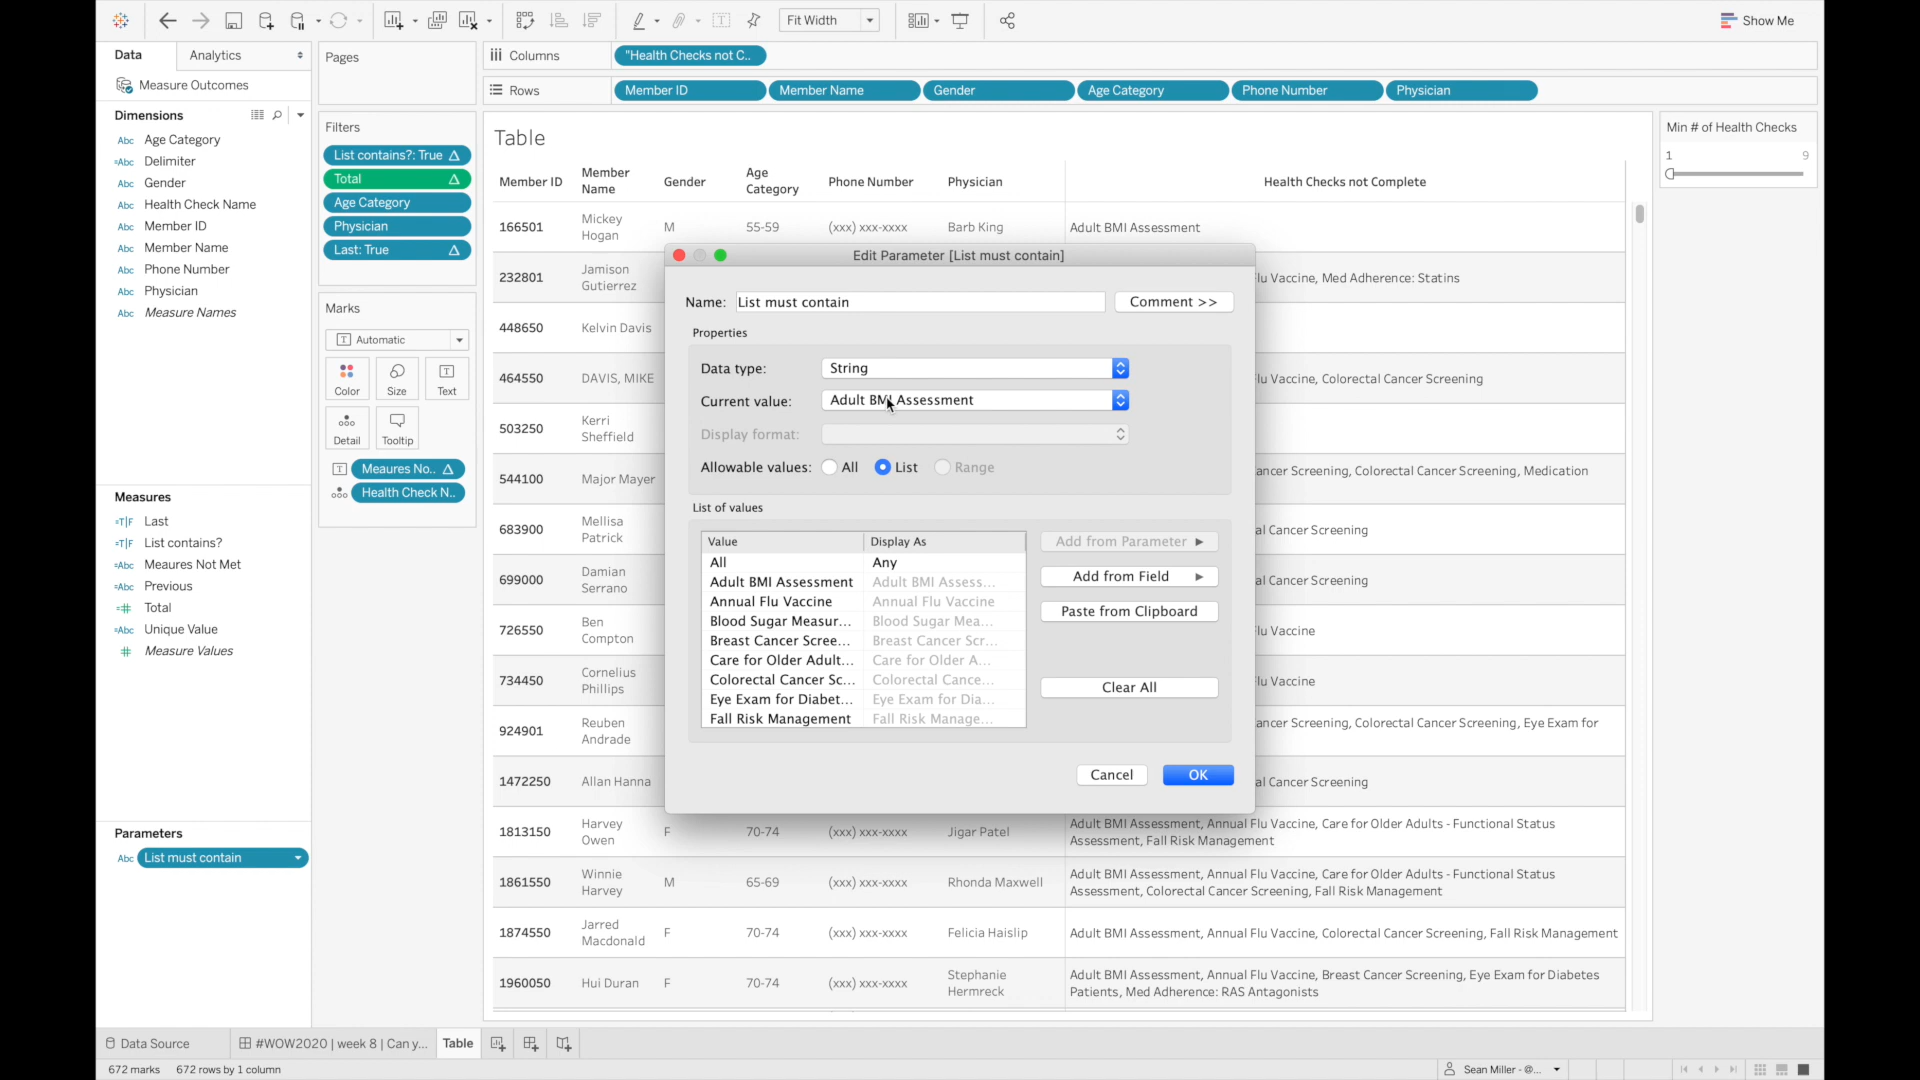 Fit Width
Show Me
Data
Analytics
Measure Outcomes
Dimensions
Abc Age Category
=Abc Delimiter
Abc Gender
Abc Health Check Name
Abc Member ID
Abc Member Name
Abc Phone Number
Abc Physician
Abc Measure Names
Measures
=T|F Last
=T|F List contains?
=Abc Meaures Not Met
=Abc Previous
=# Total
=Abc Unique Value
# Measure Values
Parameters
Abc List must contain
Pages
Filters
List contains?: True
Total
Age Category
Physician
Last: True
Marks
Automatic
Color
Size
Text
Detail
Tooltip
Meaures No..
Health Check N..
Columns
"Health Checks not C..
Rows
Member ID
Member Name
Gender
Age Category
Phone Number
Physician
Table
Member ID
Member Name
Gender
Age Category
Phone Number
Physician
Health Checks not Complete
166501 Mickey Hogan M 55-59 (xxx) xxx-xxxx Barb King Adult BMI Assessment
232801 Jamison Gutierrez lu Vaccine, Med Adherence: Statins
448650 Kelvin Davis
464550 DAVIS, MIKE lu Vaccine, Colorectal Cancer Screening
503250 Kerri Sheffield
544100 Major Mayer ancer Screening, Colorectal Cancer Screening, Medication
683900 Mellisa Patrick al Cancer Screening
699000 Damian Serrano al Cancer Screening
726550 Ben Compton lu Vaccine
734450 Cornelius Phillips lu Vaccine
924901 Reuben Andrade ancer Screening, Colorectal Cancer Screening, Eye Exam for
1472250 Allan Hanna al Cancer Screening
1813150 Harvey Owen F 70-74 (xxx) xxx-xxxx Jigar Patel Adult BMI Assessment, Annual Flu Vaccine, Care for Older Adults - Functional Status
Assessment, Fall Risk Management
1861550 Winnie Harvey M 65-69 (xxx) xxx-xxxx Rhonda Maxwell Adult BMI Assessment, Annual Flu Vaccine, Care for Older Adults - Functional Status
Assessment, Colorectal Cancer Screening, Fall Risk Management
1874550 Jarred Macdonald F 70-74 (xxx) xxx-xxxx Felicia Haislip Adult BMI Assessment, Annual Flu Vaccine, Colorectal Cancer Screening, Fall Risk Management
1960050 Hui Duran F 70-74 (xxx) xxx-xxxx Stephanie Hermreck Adult BMI Assessment, Annual Flu Vaccine, Breast Cancer Screening, Eye Exam for Diabetes
Patients, Med Adherence: RAS Antagonists
Edit Parameter [List must contain]
Name: List must contain
Comment >>
Properties
Data type: String
Current value: Adult BMI Assessment
Display format:
Allowable values: All List Range
List of values
Value Display As
All Any
Adult BMI Assessment Adult BMI Assess...
Annual Flu Vaccine Annual Flu Vaccine
Blood Sugar Measur... Blood Sugar Mea...
Breast Cancer Scree... Breast Cancer Scr...
Care for Older Adult... Care for Older A...
Colorectal Cancer Sc... Colorectal Cance...
Eye Exam for Diabet... Eye Exam for Dia...
Fall Risk Management Fall Risk Manage...
Add from Parameter
Add from Field
Paste from Clipboard
Clear All
Cancel
OK
Min # of Health Checks
1 9
Data Source
#WOW2020 | week 8 | Can y...
Table
672 marks
672 rows by 1 column
Sean Miller - @...